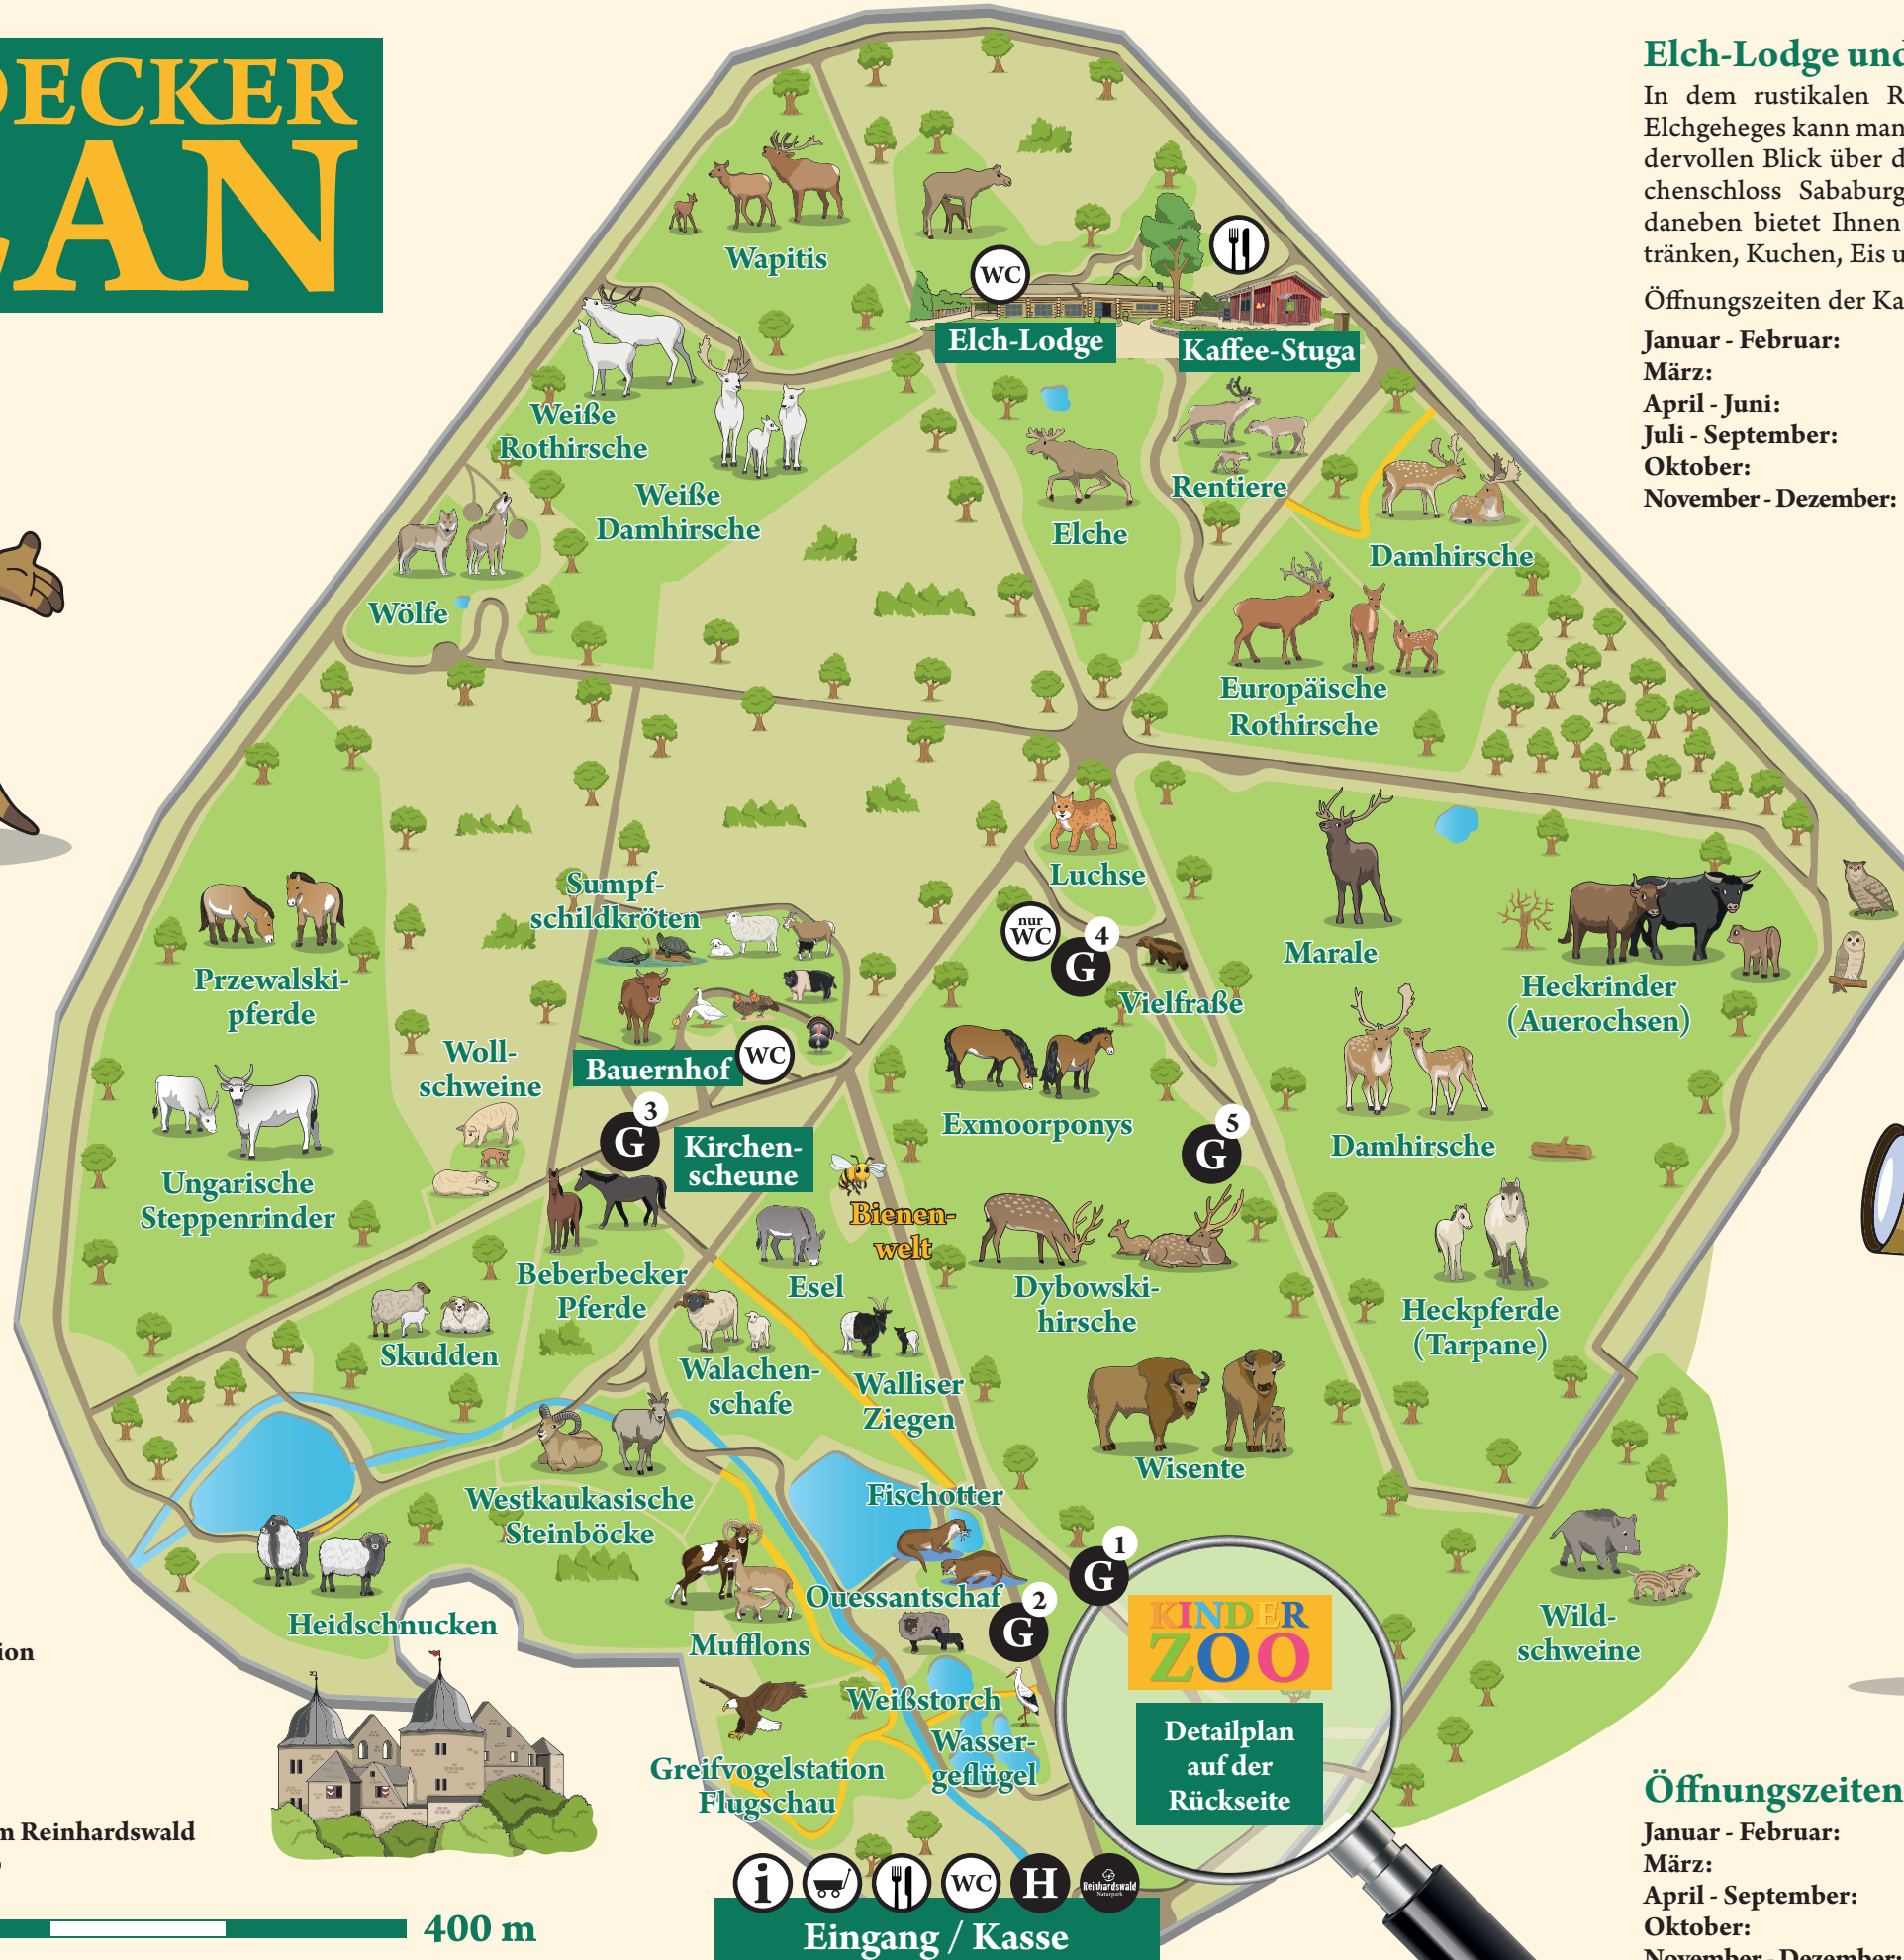 DECKER
LAN
Elch-Lodge und
In dem rustikalen R
Elchgeheges kann man
dervollen Blick über d
chenschloss Sababurg
daneben bietet Ihnen
tränken, Kuchen, Eis u
Öffnungszeiten der Ka
Januar - Februar:
März:
April - Juni:
Juli - September:
Oktober:
November - Dezember:
Wapitis
WC
Elch-Lodge
Kaffee-Stuga
Weiße
Rothirsche
Weiße
Damhirsche
Rentiere
Elche
Damhirsche
Wölfe
Europäische
Rothirsche
Luchse
Sumpf-
schildkröten
nur
WC
4
G
Marale
Przewalski-
pferde
Vielfraße
Heckrinder
(Auerochsen)
Woll-
schweine
Bauernhof
WC
3
G
Kirchen-
scheune
Exmoorponys
5
G
Damhirsche
Ungarische
Steppenrinder
Bienen-
welt
Beberbecker
Pferde
Esel
Dybowski-
hirsche
Heckpferde
(Tarpane)
Skudden
Walachen-
schafe
Walliser
Ziegen
Wisente
Westkaukasische
Steinböcke
Fischotter
1
G
Ouessantschaf
2
G
KINDER
ZOO
Wild-
schweine
Heidschnucken
Mufflons
Weißstorch
Wasser-
geflügel
Detailplan
auf der
Rückseite
Greifvogelstation
Flugschau
ion
m Reinhardswald
i
WC
H
Reinhardswald
Naturpark
400 m
Eingang / Kasse
Öffnungszeiten
Januar - Februar:
März:
April - September:
Oktober:
November - Dezember: